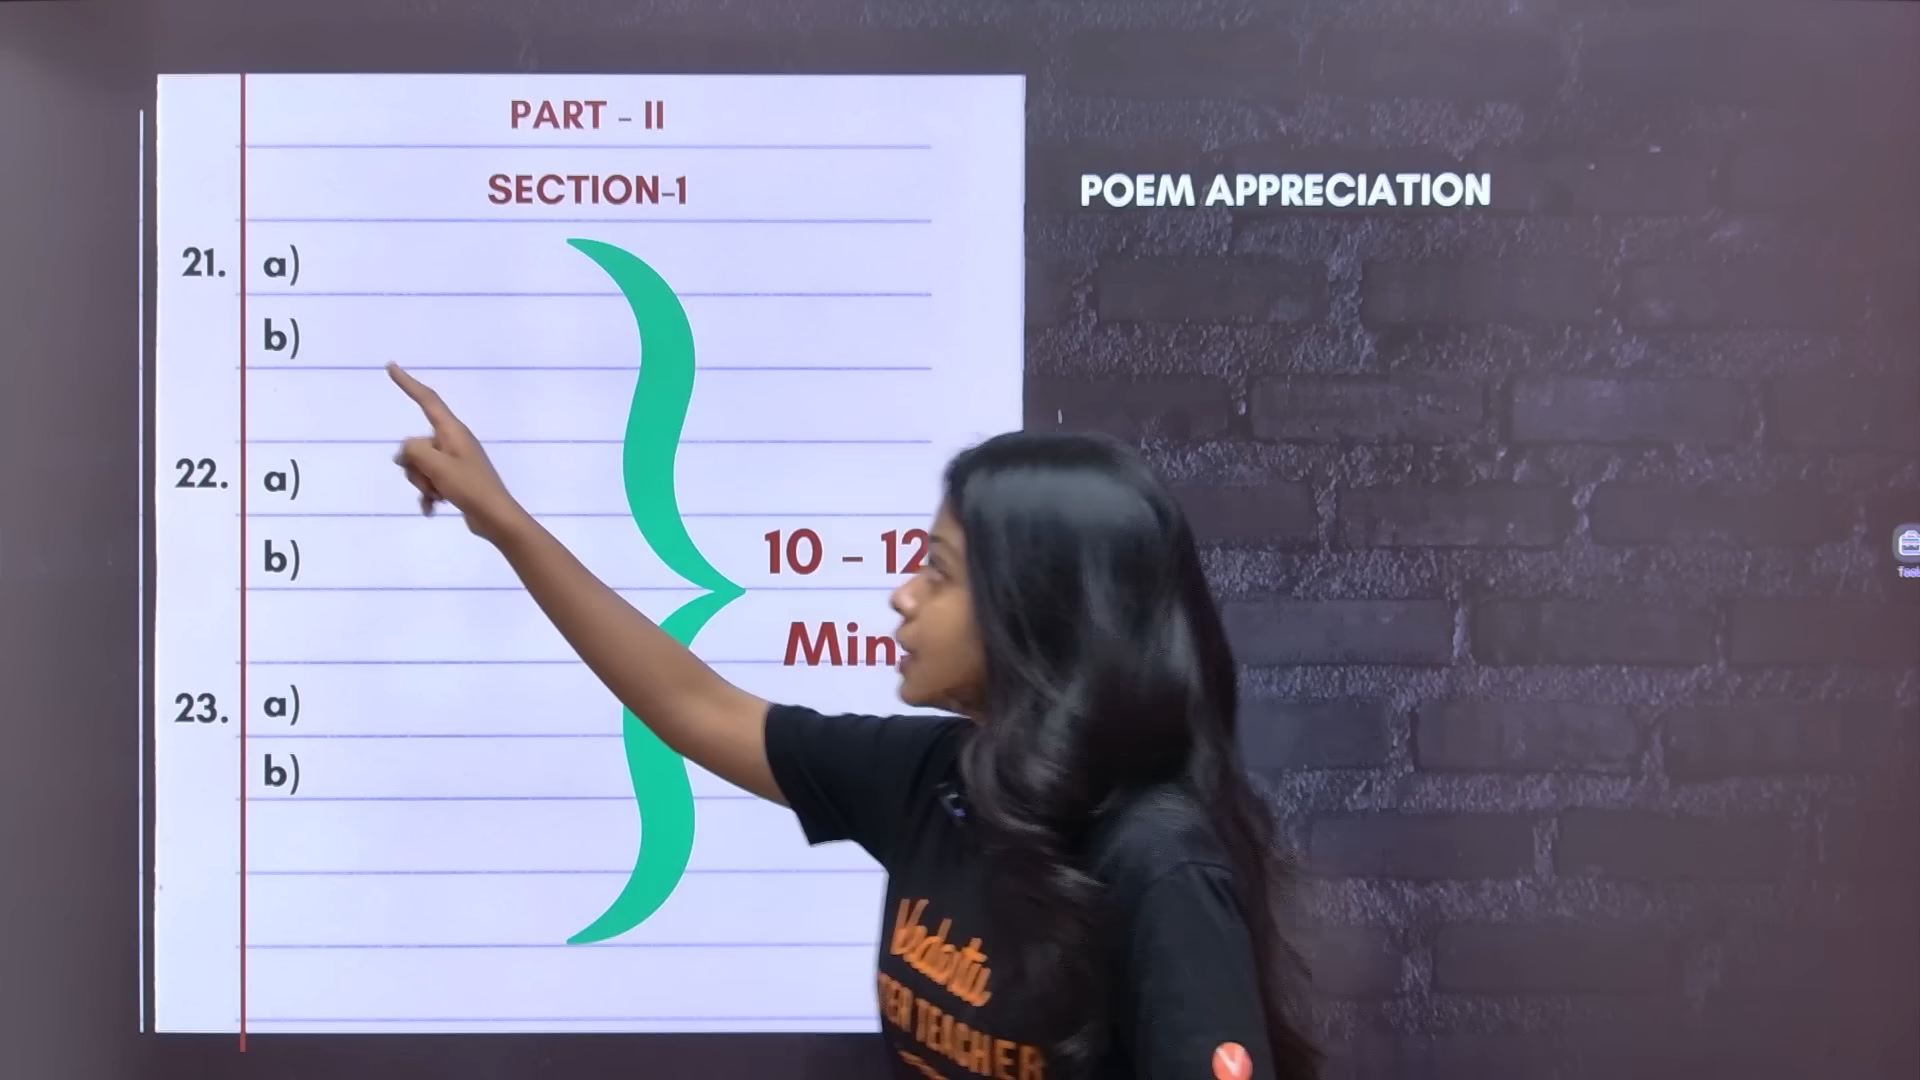 PART - II
SECTION-1
POEM APPRECIATION
21. a)
b)
22. a)
b)
10 - 12
Min
23. a)
b)
Vedantu
TEACHER
V